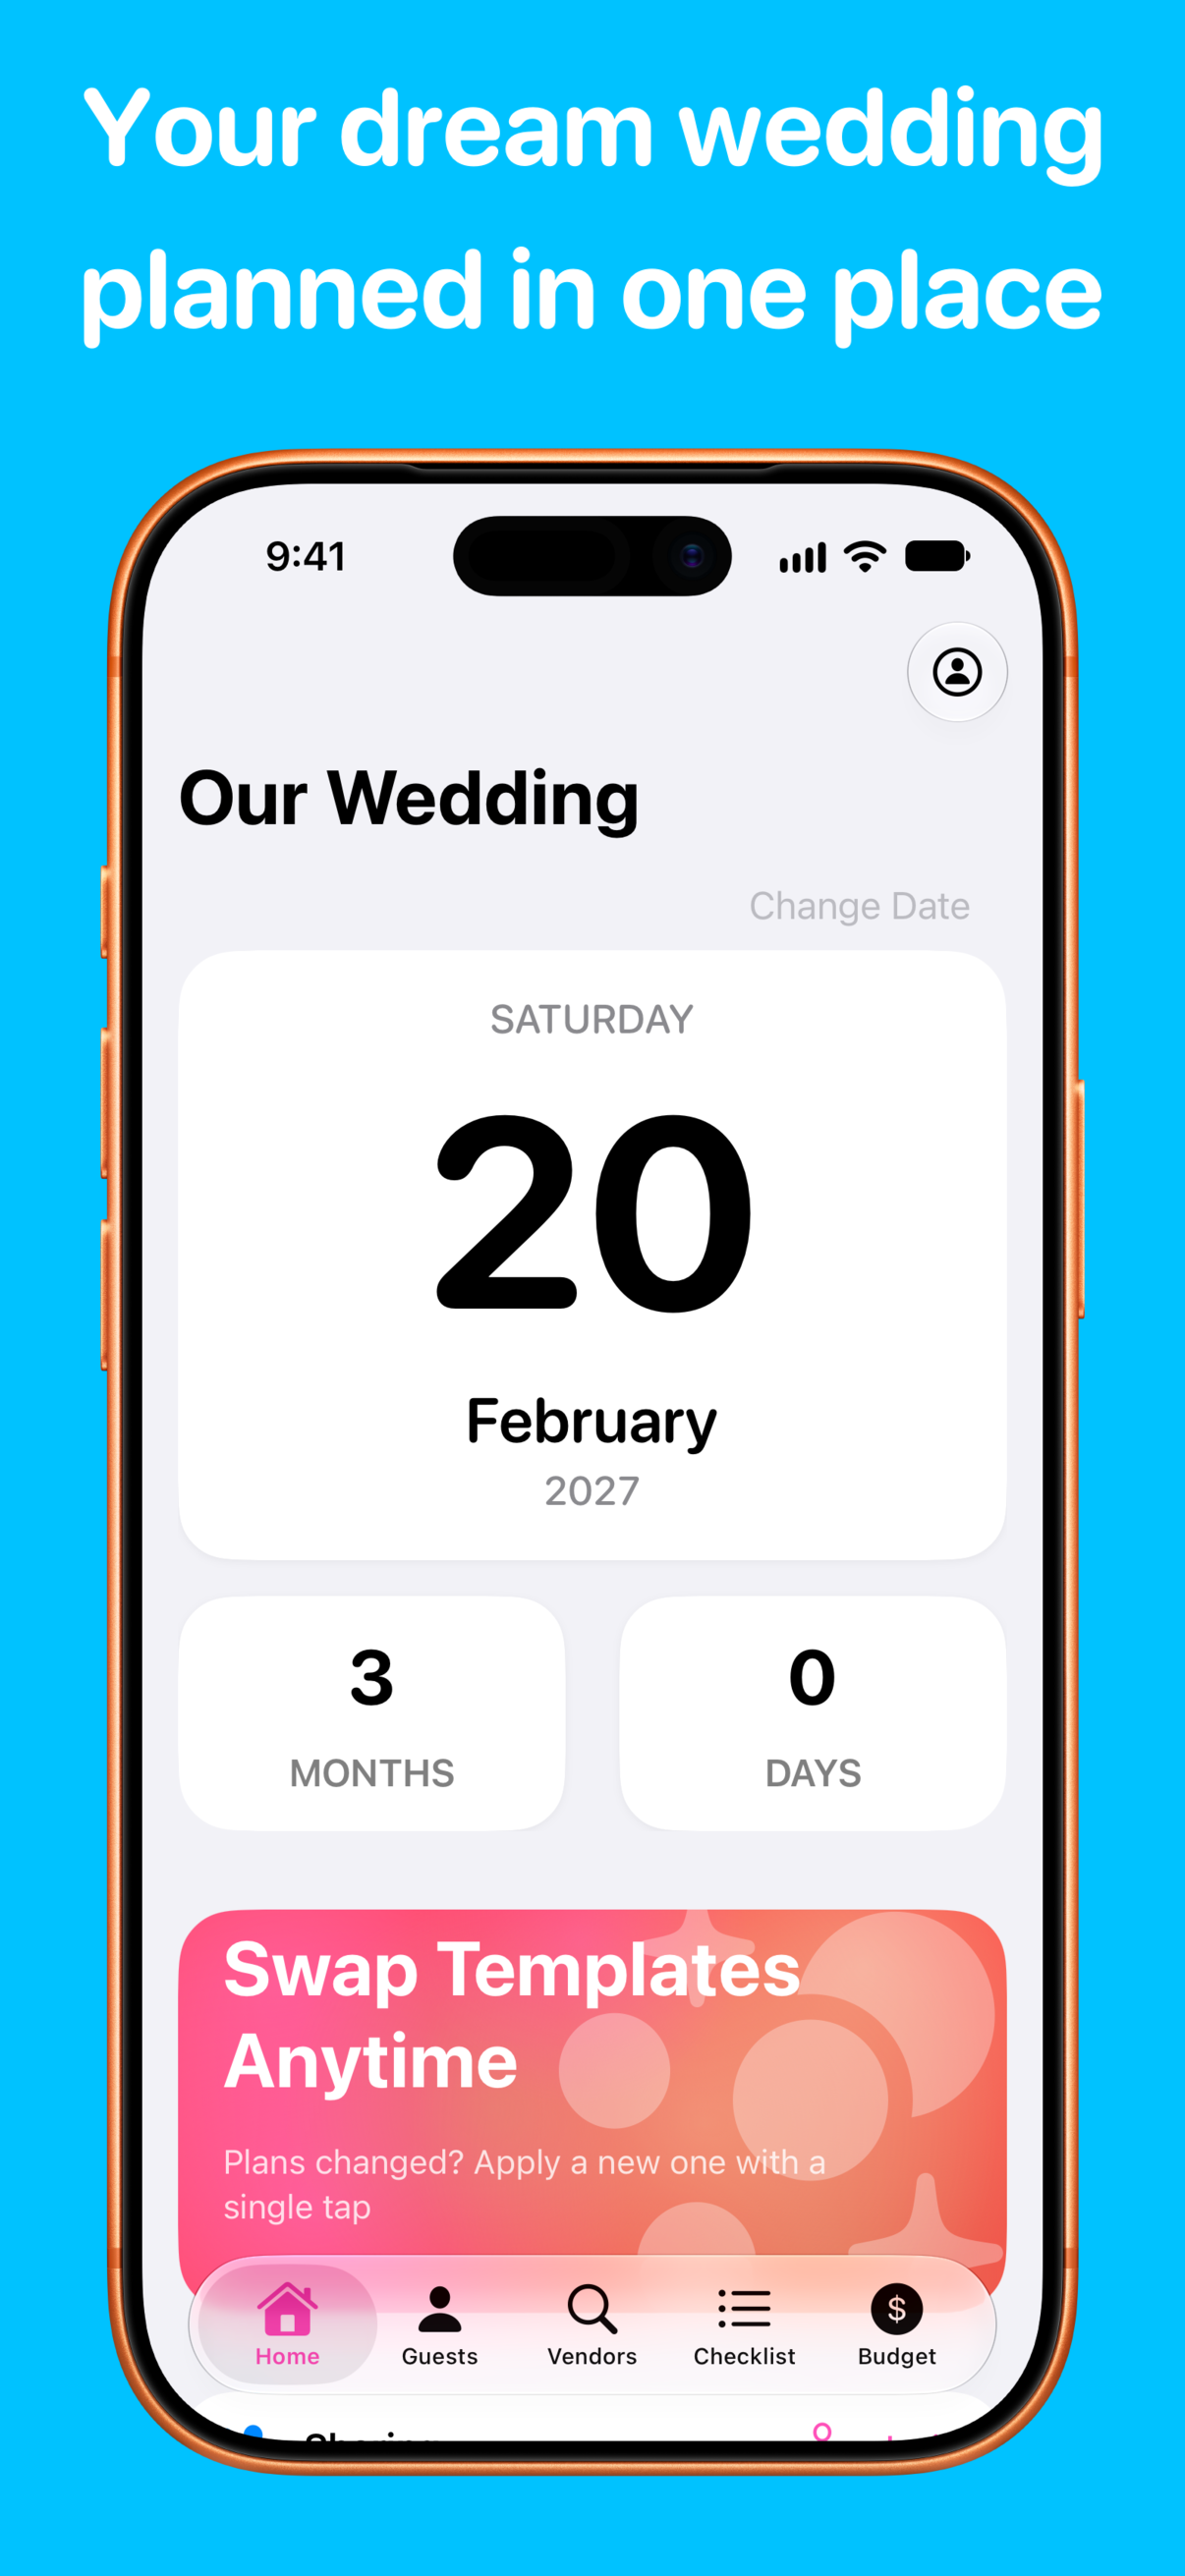 Your dream wedding
planned in one place
9:41
Our Wedding
Change Date
SATURDAY
20
February
2027
3
MONTHS
0
DAYS
Swap Templates
Anytime
Plans changed? Apply a new one with a
single tap
Home
Guests
Vendors
Checklist
$
Budget